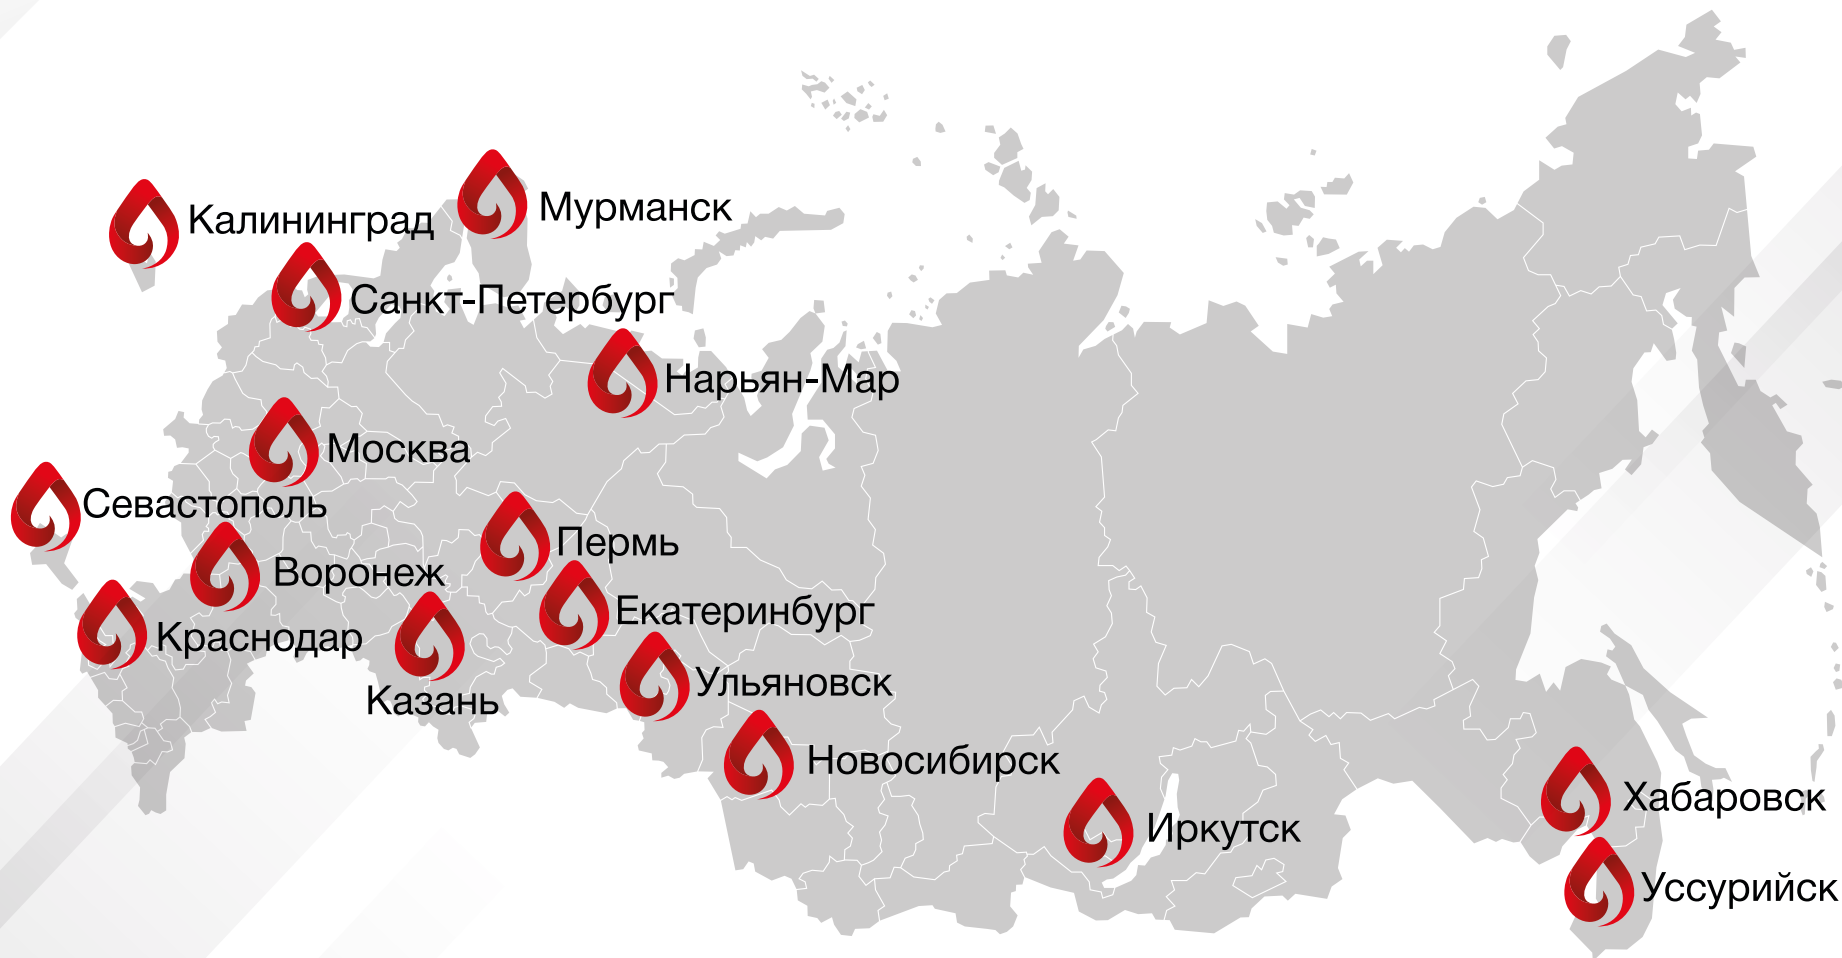 Мурманск
Калининград
Санкт-Петербург
Нарьян-Мар
Москва
Севастополь
Пермь
Воронеж
Екатеринбург
Краснодар
Ульяновск
Казань
Новосибирск
Хабаровск
Иркутск
Уссурийск